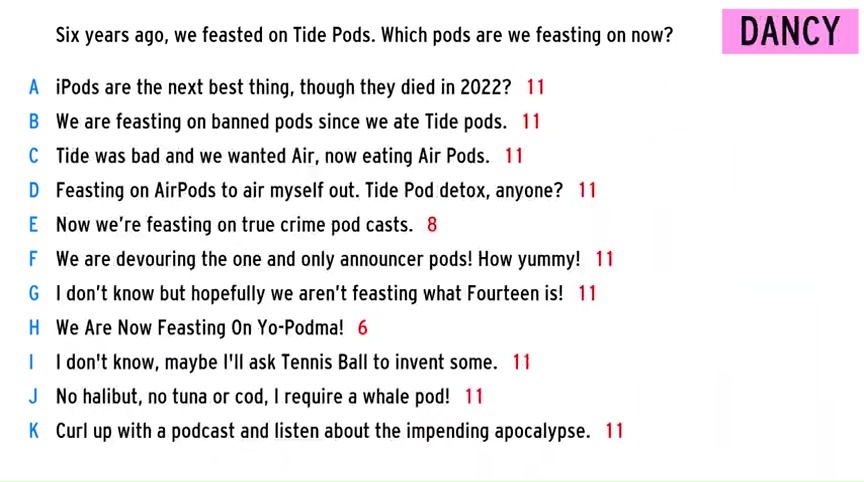 Six years ago, we feasted on Tide Pods. Which pods are we feasting on now?
DANCY
A iPods are the next best thing, though they died in 2022? 11
B We are feasting on banned pods since we ate Tide pods. 11
C Tide was bad and we wanted Air, now eating Air Pods. 11
D Feasting on AirPods to air myself out. Tide Pod detox, anyone? 11
E Now we're feasting on true crime pod casts. 8
F We are devouring the one and only announcer pods! How yummy! 11
G I don't know but hopefully we aren't feasting what Fourteen is! 11
H We Are Now Feasting On Yo-Podma! 6
I I don't know, maybe I'll ask Tennis Ball to invent some. 11
J No halibut, no tuna or cod, I require a whale pod! 11
K Curl up with a podcast and listen about the impending apocalypse. 11